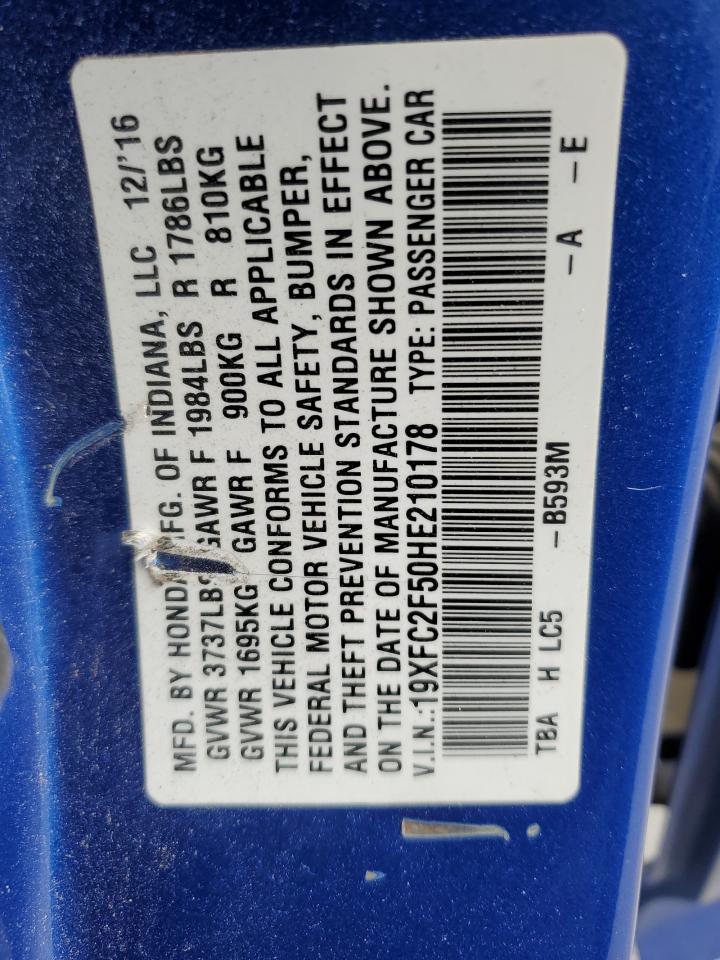 MFD. BY HONDA MFG. OF INDIANA, LLC 12/'16
GVWR 3737LBS GAWR F 1984LBS R 1786LBS
GVWR 1695KG GAWR F 900KG R 810KG
THIS VEHICLE CONFORMS TO ALL APPLICABLE
FEDERAL MOTOR VEHICLE SAFETY, BUMPER,
AND THEFT PREVENTION STANDARDS IN EFFECT
ON THE DATE OF MANUFACTURE SHOWN ABOVE.
V.I.N.:19XFC2F50HE210178 TYPE: PASSENGER CAR
TBA H LC5 -B593M -A -E